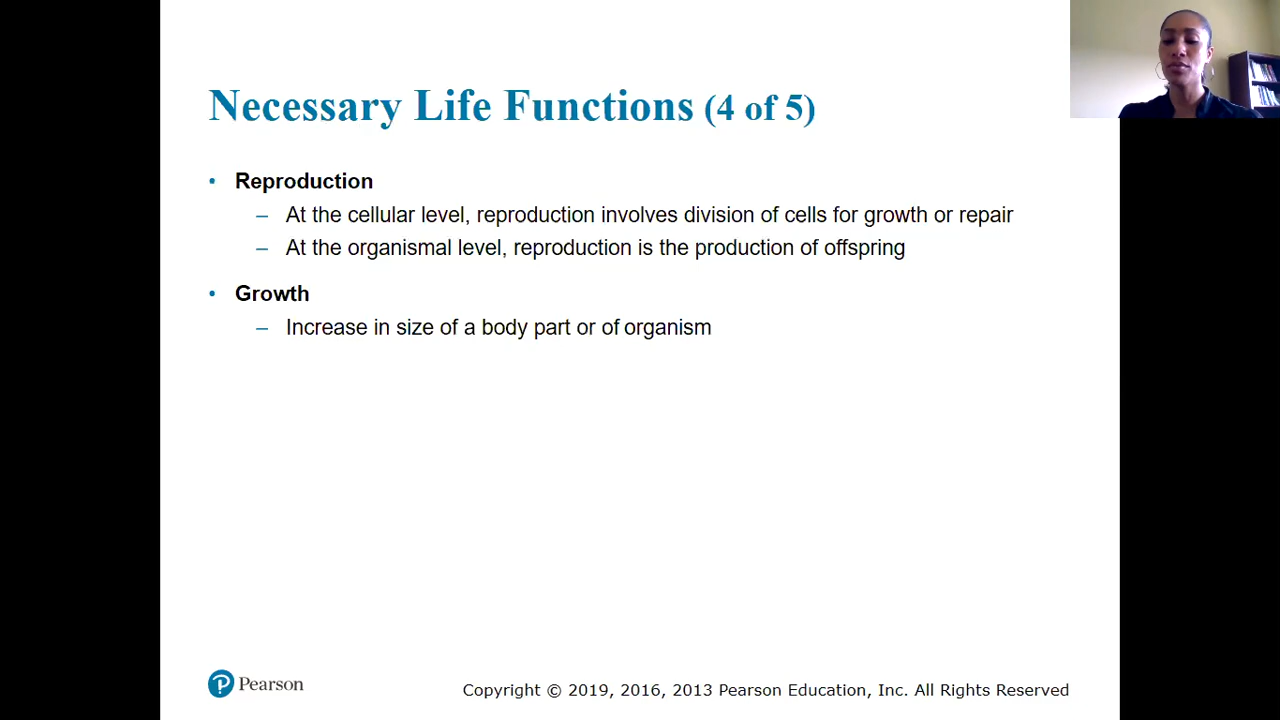 Necessary Life Functions (4 of 5)
• Reproduction
– At the cellular level, reproduction involves division of cells for growth or repair
– At the organismal level, reproduction is the production of offspring
• Growth
– Increase in size of a body part or of organism
Pearson
Copyright © 2019, 2016, 2013 Pearson Education, Inc. All Rights Reserved